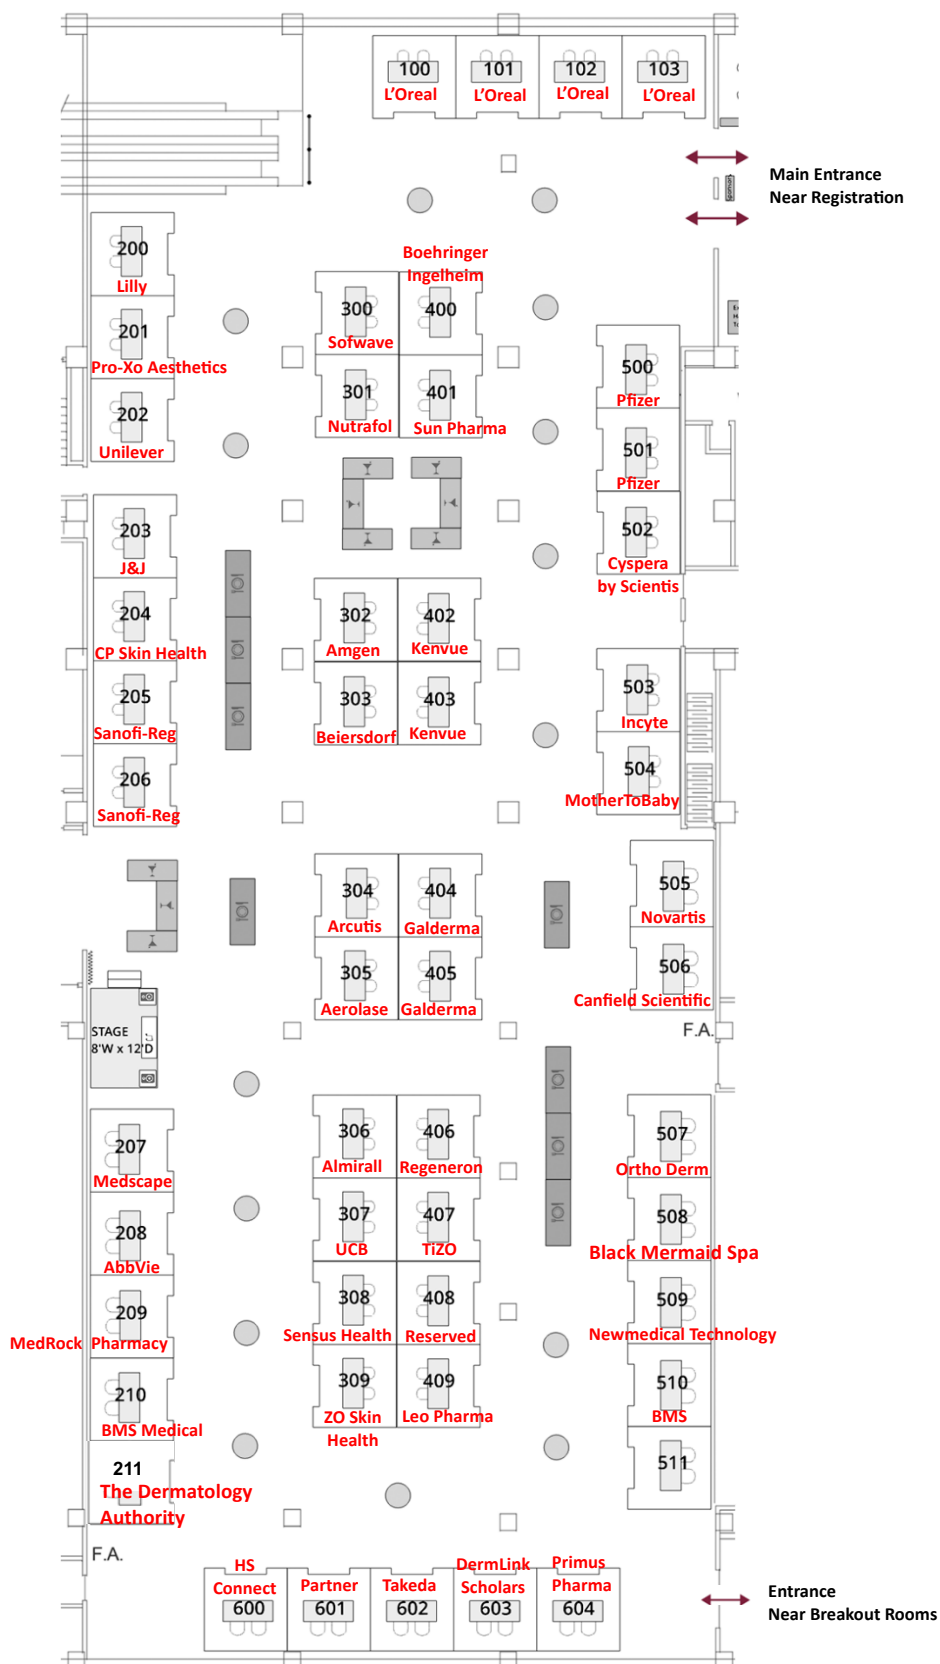 100
L'Oreal
101
L'Oreal
102
L'Oreal
103
L'Oreal
Main Entrance
Near Registration
200
Lilly
201
Pro-Xo Aesthetics
202
Unilever
Boehringer
Ingelheim
300
Sofwave
400
301
Nutrafol
401
Sun Pharma
500
Pfizer
501
Pfizer
502
Cyspera
by Scientis
203
J&J
204
CP Skin Health
205
Sanofi-Reg
206
Sanofi-Reg
302
Amgen
402
Kenvue
303
Beiersdorf
403
Kenvue
503
Incyte
504
MotherToBaby
304
Arcutis
404
Galderma
305
Aerolase
405
Galderma
505
Novartis
506
Canfield Scientific
F.A.
STAGE
8'W x 12'D
207
Medscape
208
AbbVie
209
MedRock Pharmacy
210
BMS Medical
211
The Dermatology
Authority
F.A.
306
Almirall
406
Regeneron
307
UCB
407
TiZO
308
Sensus Health
408
Reserved
309
ZO Skin
Health
409
Leo Pharma
507
Ortho Derm
508
Black Mermaid Spa
509
Newmedical Technology
510
BMS
511
HS
Connect
600
Partner
601
Takeda
602
DermLink
Scholars
603
Primus
Pharma
604
Entrance
Near Breakout Rooms